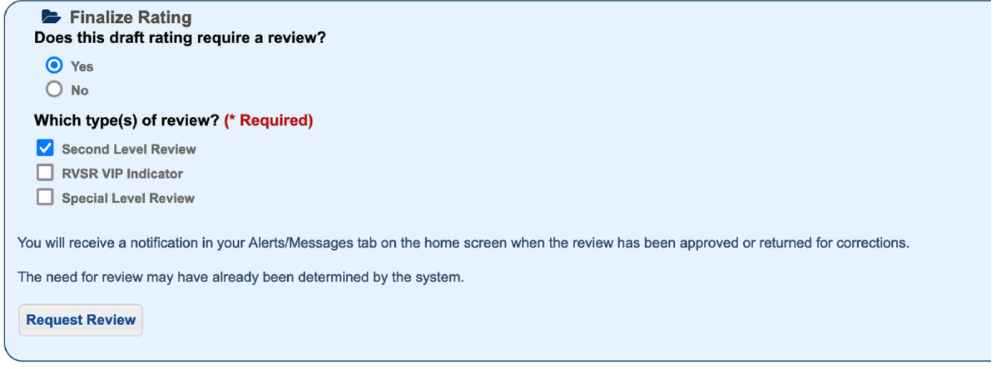 Finalize Rating
Does this draft rating require a review?
Yes
No
Which type(s) of review? (* Required)
Second Level Review
RVSR VIP Indicator
Special Level Review
You will receive a notification in your Alerts/Messages tab on the home screen when the review has been approved or returned for corrections.
The need for review may have already been determined by the system.
Request Review